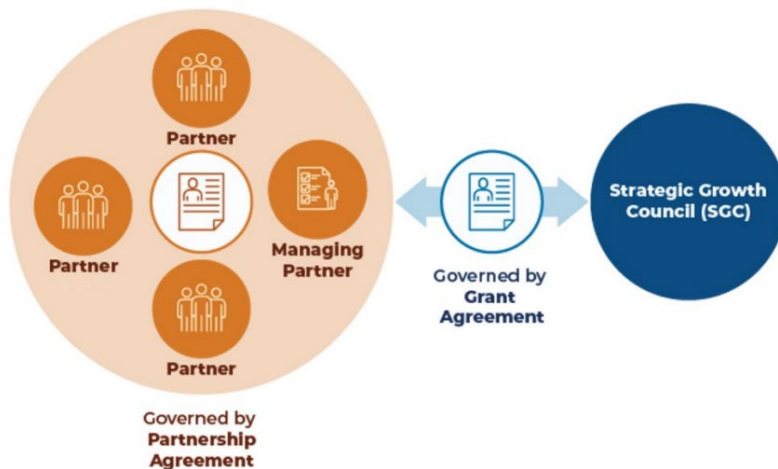 Partner
Partner
Managing
Partner
Partner
Governed by
Partnership
Agreement
Governed by
Grant
Agreement
Strategic Growth
Council (SGC)